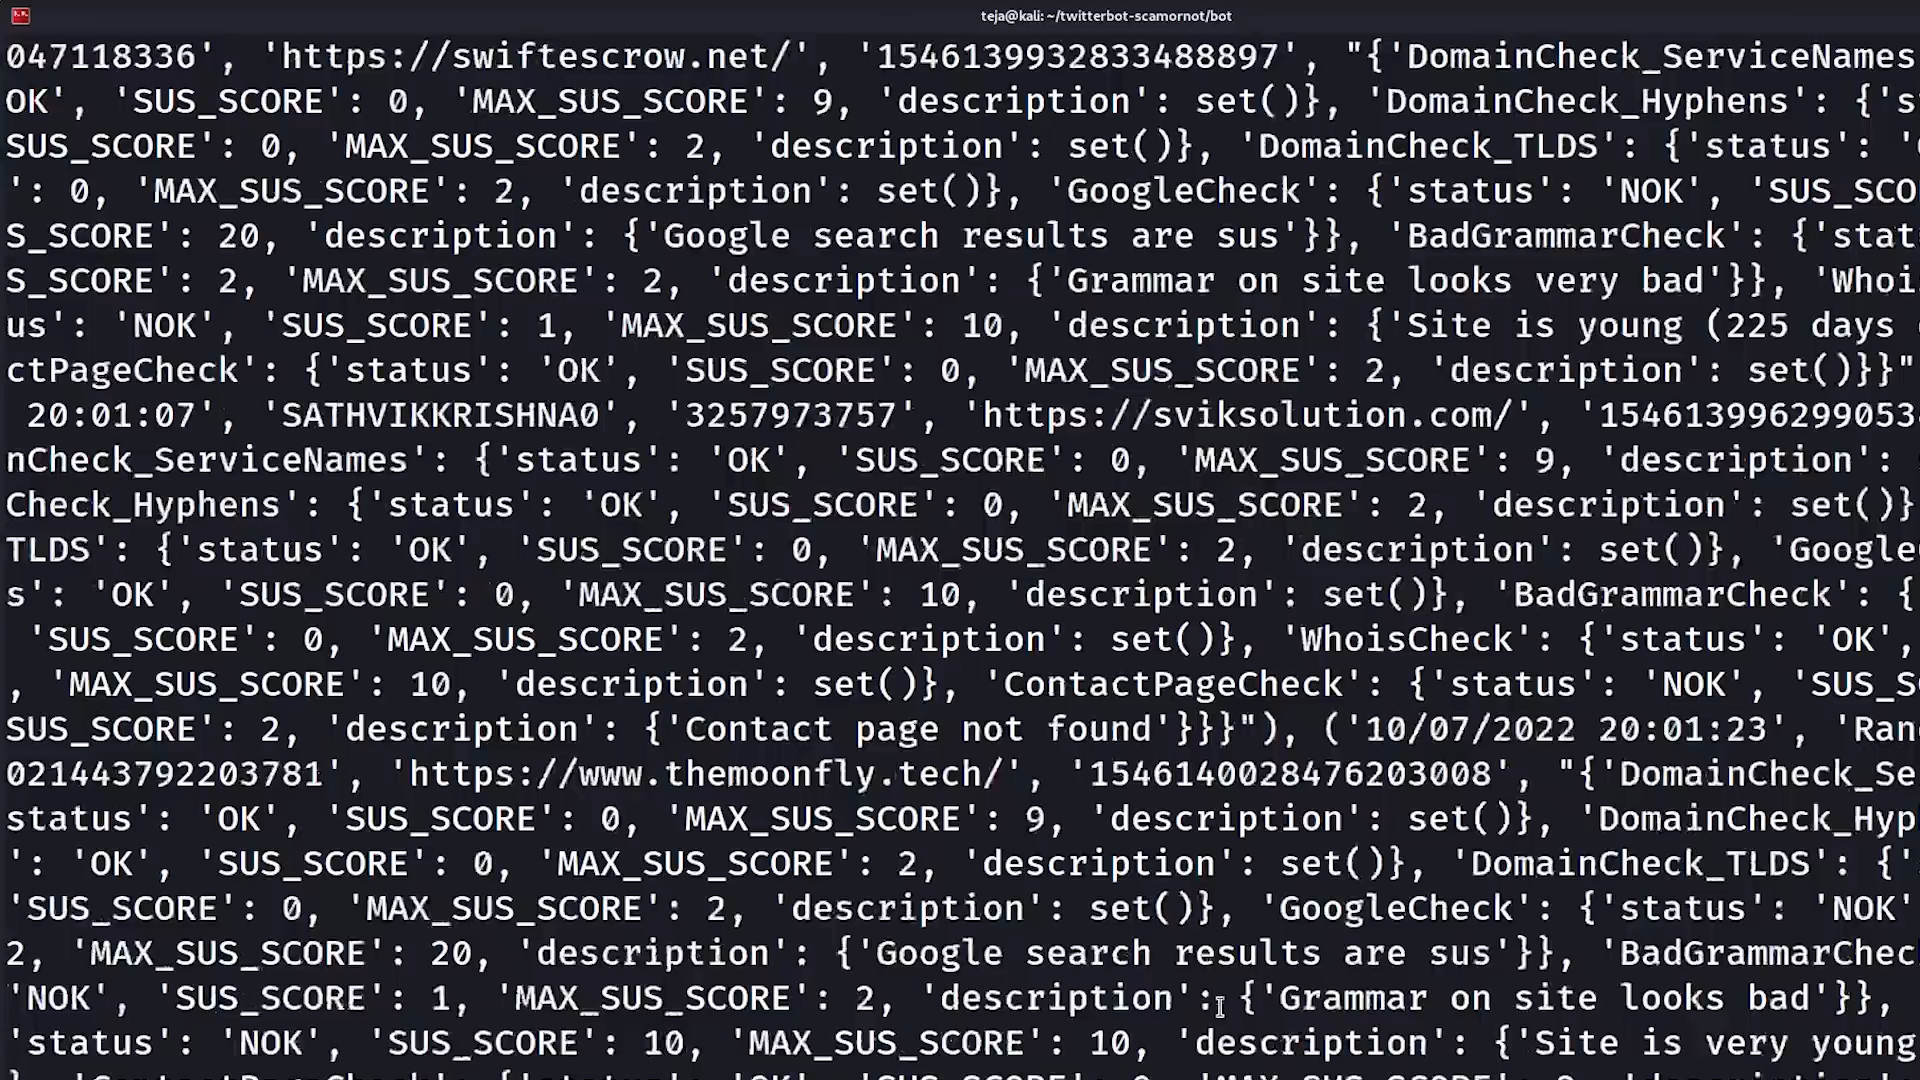 teja@kali: ~/twitterbot-scamornot/bot
047118336', 'https://swiftescrow.net/', '1546139932833488897', "{'DomainCheck_ServiceNames
OK', 'SUS_SCORE': 0, 'MAX_SUS_SCORE': 9, 'description': set()}, 'DomainCheck_Hyphens': {'s
SUS_SCORE': 0, 'MAX_SUS_SCORE': 2, 'description': set()}, 'DomainCheck_TLDS': {'status': '
': 0, 'MAX_SUS_SCORE': 2, 'description': set()}, 'GoogleCheck': {'status': 'NOK', 'SUS_SCO
S_SCORE': 20, 'description': {'Google search results are sus'}}, 'BadGrammarCheck': {'stat
S_SCORE': 2, 'MAX_SUS_SCORE': 2, 'description': {'Grammar on site looks very bad'}}, 'Whoi
us': 'NOK', 'SUS_SCORE': 1, 'MAX_SUS_SCORE': 10, 'description': {'Site is young (225 days
ctPageCheck': {'status': 'OK', 'SUS_SCORE': 0, 'MAX_SUS_SCORE': 2, 'description': set()}}"
20:01:07', 'SATHVIKKRISHNA0', '3257973757', 'https://sviksolution.com/', '154613996299053
nCheck_ServiceNames': {'status': 'OK', 'SUS_SCORE': 0, 'MAX_SUS_SCORE': 9, 'description':
Check_Hyphens': {'status': 'OK', 'SUS_SCORE': 0, 'MAX_SUS_SCORE': 2, 'description': set()}
TLDS': {'status': 'OK', 'SUS_SCORE': 0, 'MAX_SUS_SCORE': 2, 'description': set()}, 'Google
s': 'OK', 'SUS_SCORE': 0, 'MAX_SUS_SCORE': 10, 'description': set()}, 'BadGrammarCheck': {
'SUS_SCORE': 0, 'MAX_SUS_SCORE': 2, 'description': set()}, 'WhoisCheck': {'status': 'OK',
, 'MAX_SUS_SCORE': 10, 'description': set()}, 'ContactPageCheck': {'status': 'NOK', 'SUS_S
SUS_SCORE': 2, 'description': {'Contact page not found'}}}"), ('10/07/2022 20:01:23', 'Ran
021443792203781', 'https://www.themoonfly.tech/', '1546140028476203008', "{'DomainCheck_Se
status': 'OK', 'SUS_SCORE': 0, 'MAX_SUS_SCORE': 9, 'description': set()}, 'DomainCheck_Hyp
': 'OK', 'SUS_SCORE': 0, 'MAX_SUS_SCORE': 2, 'description': set()}, 'DomainCheck_TLDS': {'
'SUS_SCORE': 0, 'MAX_SUS_SCORE': 2, 'description': set()}, 'GoogleCheck': {'status': 'NOK'
2, 'MAX_SUS_SCORE': 20, 'description': {'Google search results are sus'}}, 'BadGrammarChec
'NOK', 'SUS_SCORE': 1, 'MAX_SUS_SCORE': 2, 'description': {'Grammar on site looks bad'}},
'status': 'NOK', 'SUS_SCORE': 10, 'MAX_SUS_SCORE': 10, 'description': {'Site is very young